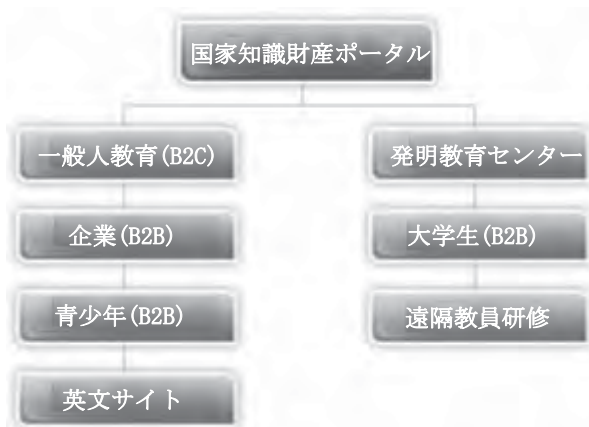 国家知識財産ポータル
一般人教育(B2C)
企業(B2B)
青少年(B2B)
英文サイト
発明教育センター
大学生(B2B)
遠隔教員研修